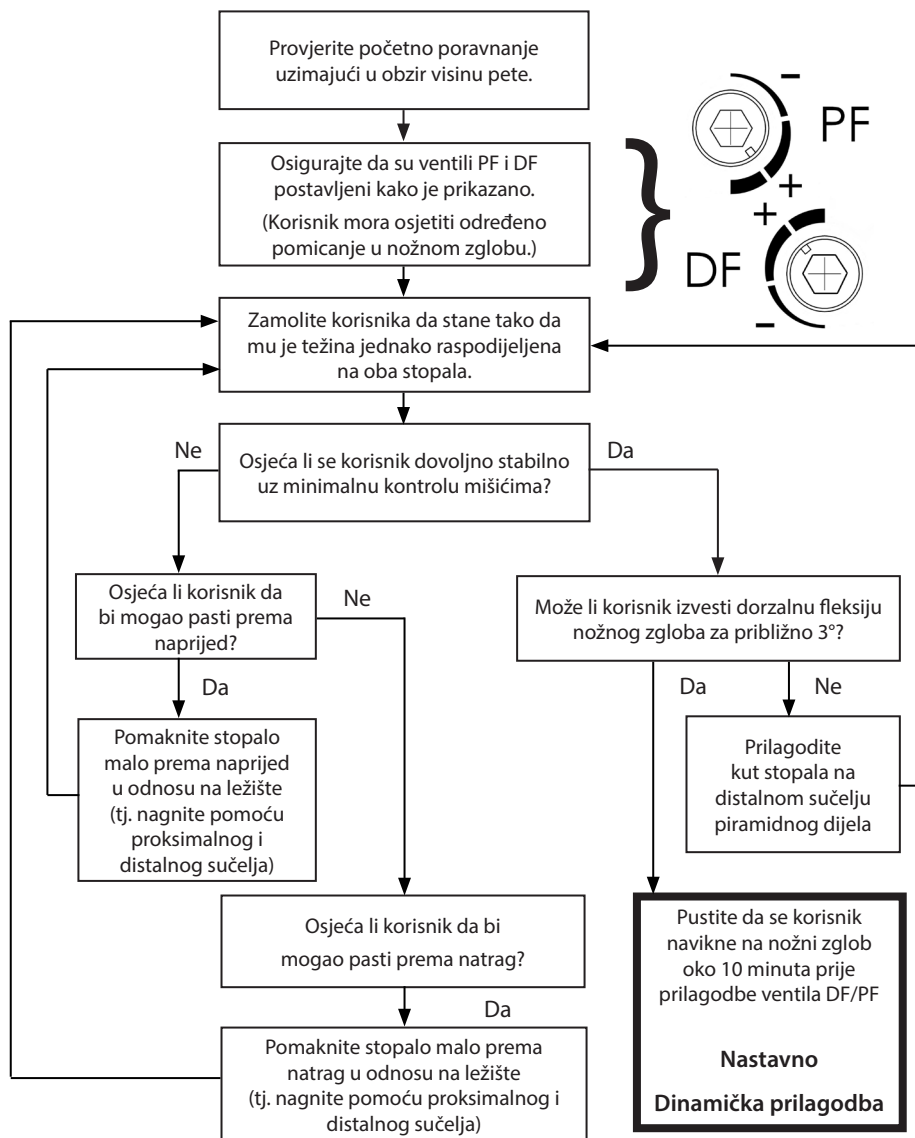 Provjerite početno poravnanje
uzimajući u obzir visinu pete.
Osigurajte da su ventili PF i DF
postavljeni kako je prikazano.
(Korisnik mora osjetiti određeno
pomicanje u nožnom zglobu.)
}
-
PF
+
+
DF
-
Zamolite korisnika da stane tako da
mu je težina jednako raspodijeljena
na oba stopala.
Ne
Da
Osjeća li se korisnik dovoljno stabilno
uz minimalnu kontrolu mišićima?
Osjeća li korisnik da
bi mogao pasti prema
naprijed?
Ne
Može li korisnik izvesti dorzalnu fleksiju
nožnog zgloba za približno 3°?
Da
Da
Ne
Pomaknite stopalo
malo prema naprijed
u odnosu na ležište
(tj. nagnite pomoću
proksimalnog i
distalnog sučelja)
Prilagodite
kut stopala na
distalnom sučelju
piramidnog dijela
Osjeća li korisnik da bi
mogao pasti prema natrag?
Da
Pomaknite stopalo malo prema
natrag u odnosu na ležište
(tj. nagnite pomoću proksimalnog i
distalnog sučelja)
Pustite da se korisnik
navikne na nožni zglob
oko 10 minuta prije
prilagodbe ventila DF/PF
Nastavno
Dinamička prilagodba